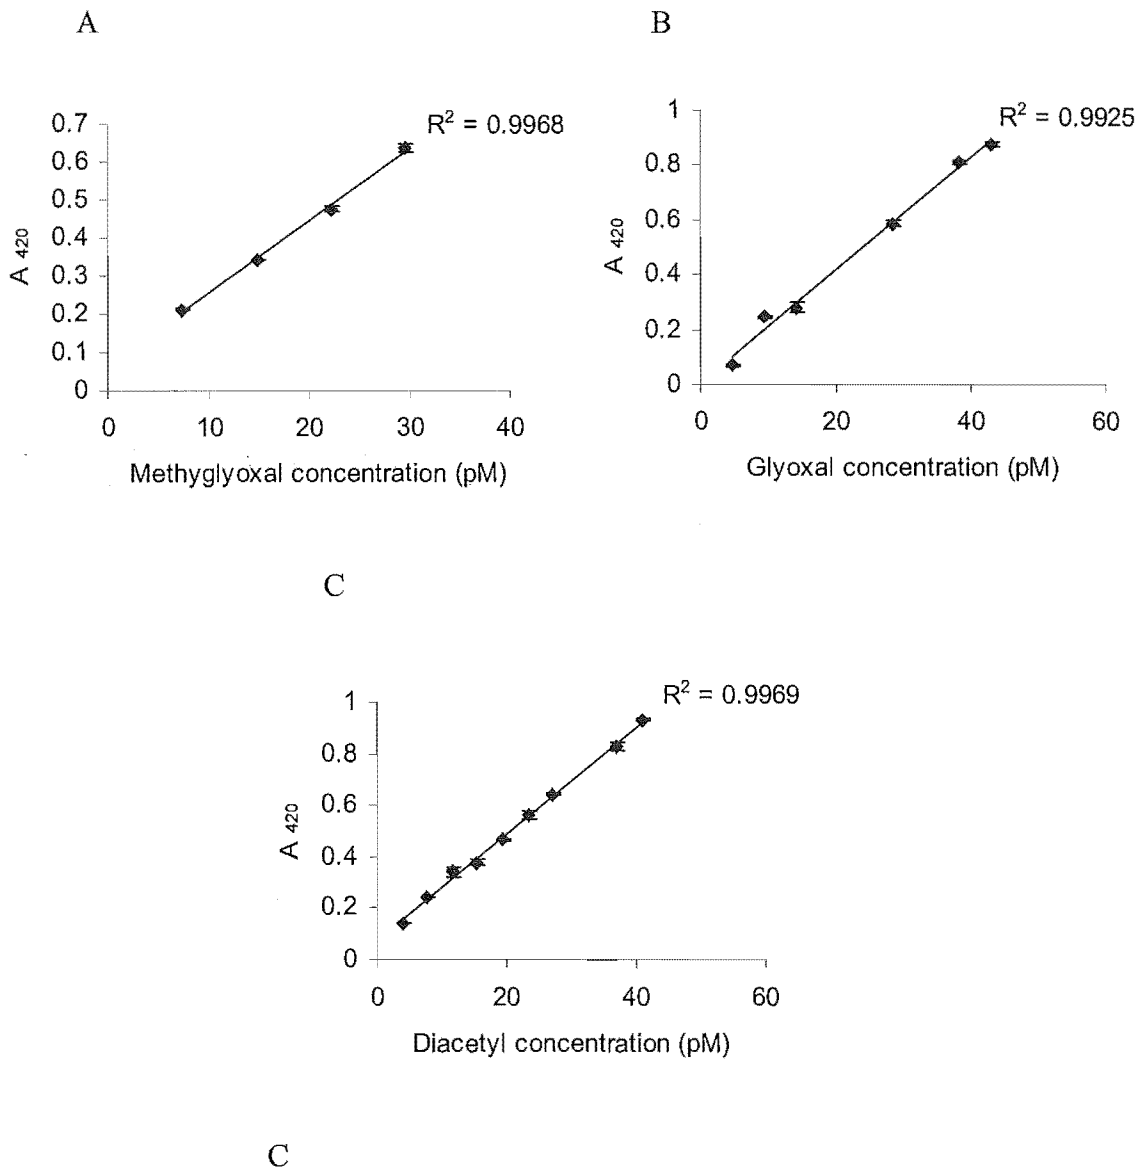 A
B
R2 = 0.9968
0.7
0.6
0.5
0.4
0.3
0.2
0.1
0
A 420
0
10
20
30
40
Methyglyoxal concentration (pM)
R2 = 0.9925
1
0.8
0.6
0.4
0.2
0
A 420
0
20
40
60
Glyoxal concentration (pM)
C
R2 = 0.9969
1
0.8
0.6
0.4
0.2
0
A 420
0
20
40
60
Diacetyl concentration (pM)
C